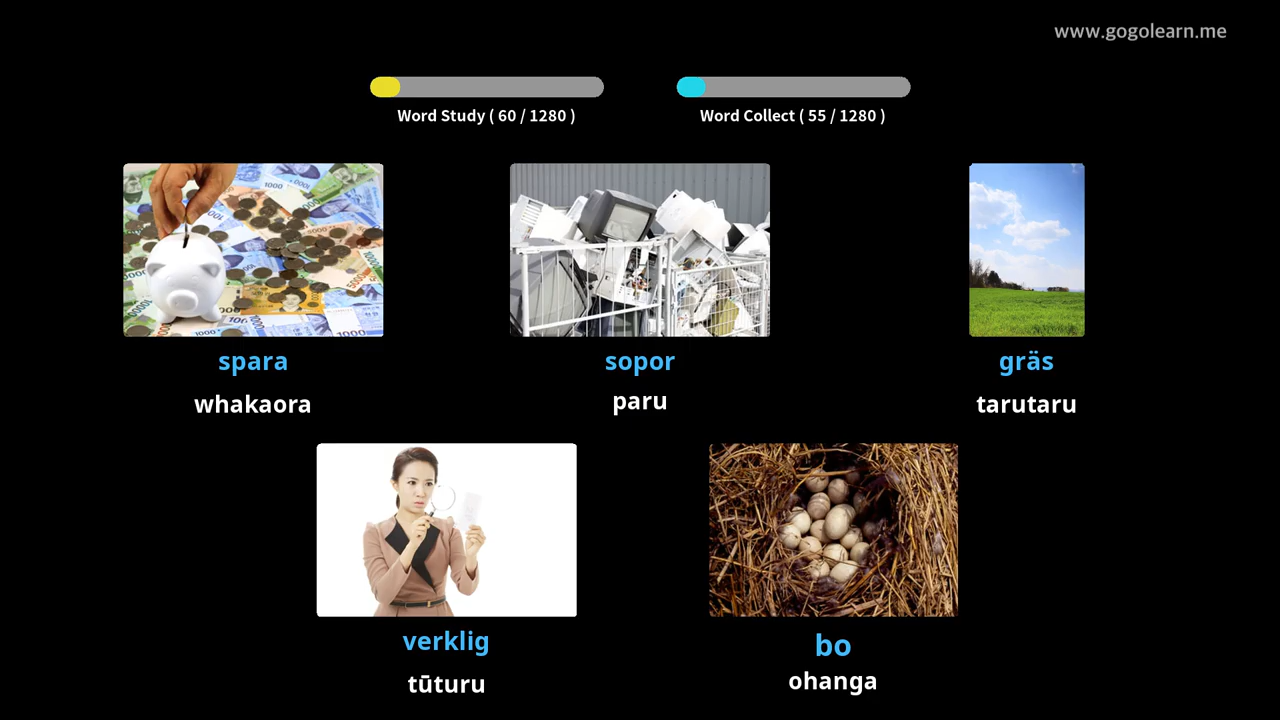 www.gogolearn.me
Word Study ( 60 / 1280 )
Word Collect ( 55 / 1280 )
spara
whakaora
sopor
paru
gräs
tarutaru
verklig
tūturu
bo
ohanga